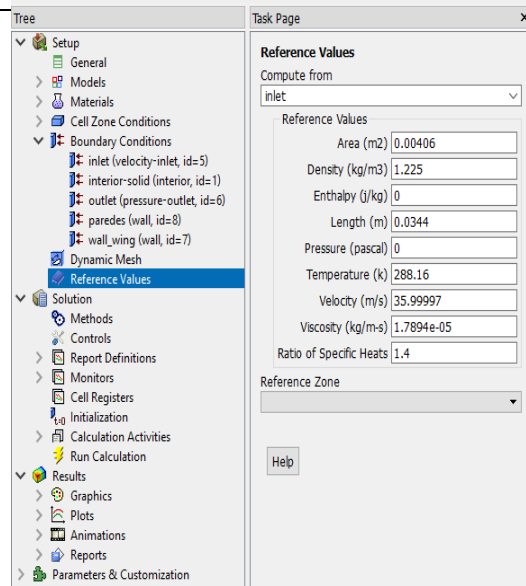 Tree
Setup
General
Models
Materials
Cell Zone Conditions
Boundary Conditions
inlet (velocity-inlet, id=5)
interior-solid (interior, id=1)
outlet (pressure-outlet, id=6)
paredes (wall, id=8)
wall_wing (wall, id=7)
Dynamic Mesh
Reference Values
Solution
Methods
Controls
Report Definitions
Monitors
Cell Registers
t=0 Initialization
Calculation Activities
Run Calculation
Results
Graphics
Plots
Animations
Reports
Parameters & Customization
Task Page
Reference Values
Compute from
inlet
Reference Values
Area (m2) 0.00406
Density (kg/m3) 1.225
Enthalpy (j/kg) 0
Length (m) 0.0344
Pressure (pascal) 0
Temperature (k) 288.16
Velocity (m/s) 35.99997
Viscosity (kg/m-s) 1.7894e-05
Ratio of Specific Heats 1.4
Reference Zone
Help